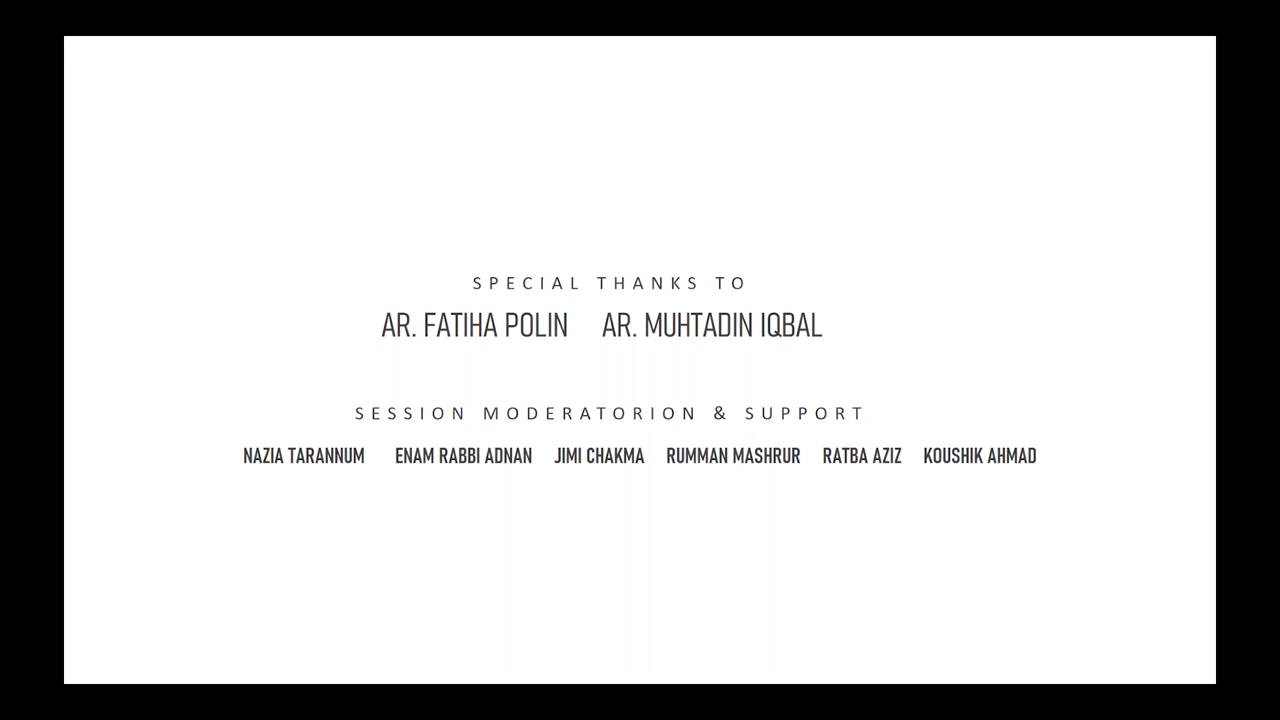 SPECIAL THANKS TO
AR. FATIHA POLIN AR. MUHTADIN IQBAL
SESSION MODERATORION & SUPPORT
NAZIA TARANNUM ENAM RABBI ADNAN JIMI CHAKMA RUMMAN MASHRUR RATBA AZIZ KOUSHIK AHMAD